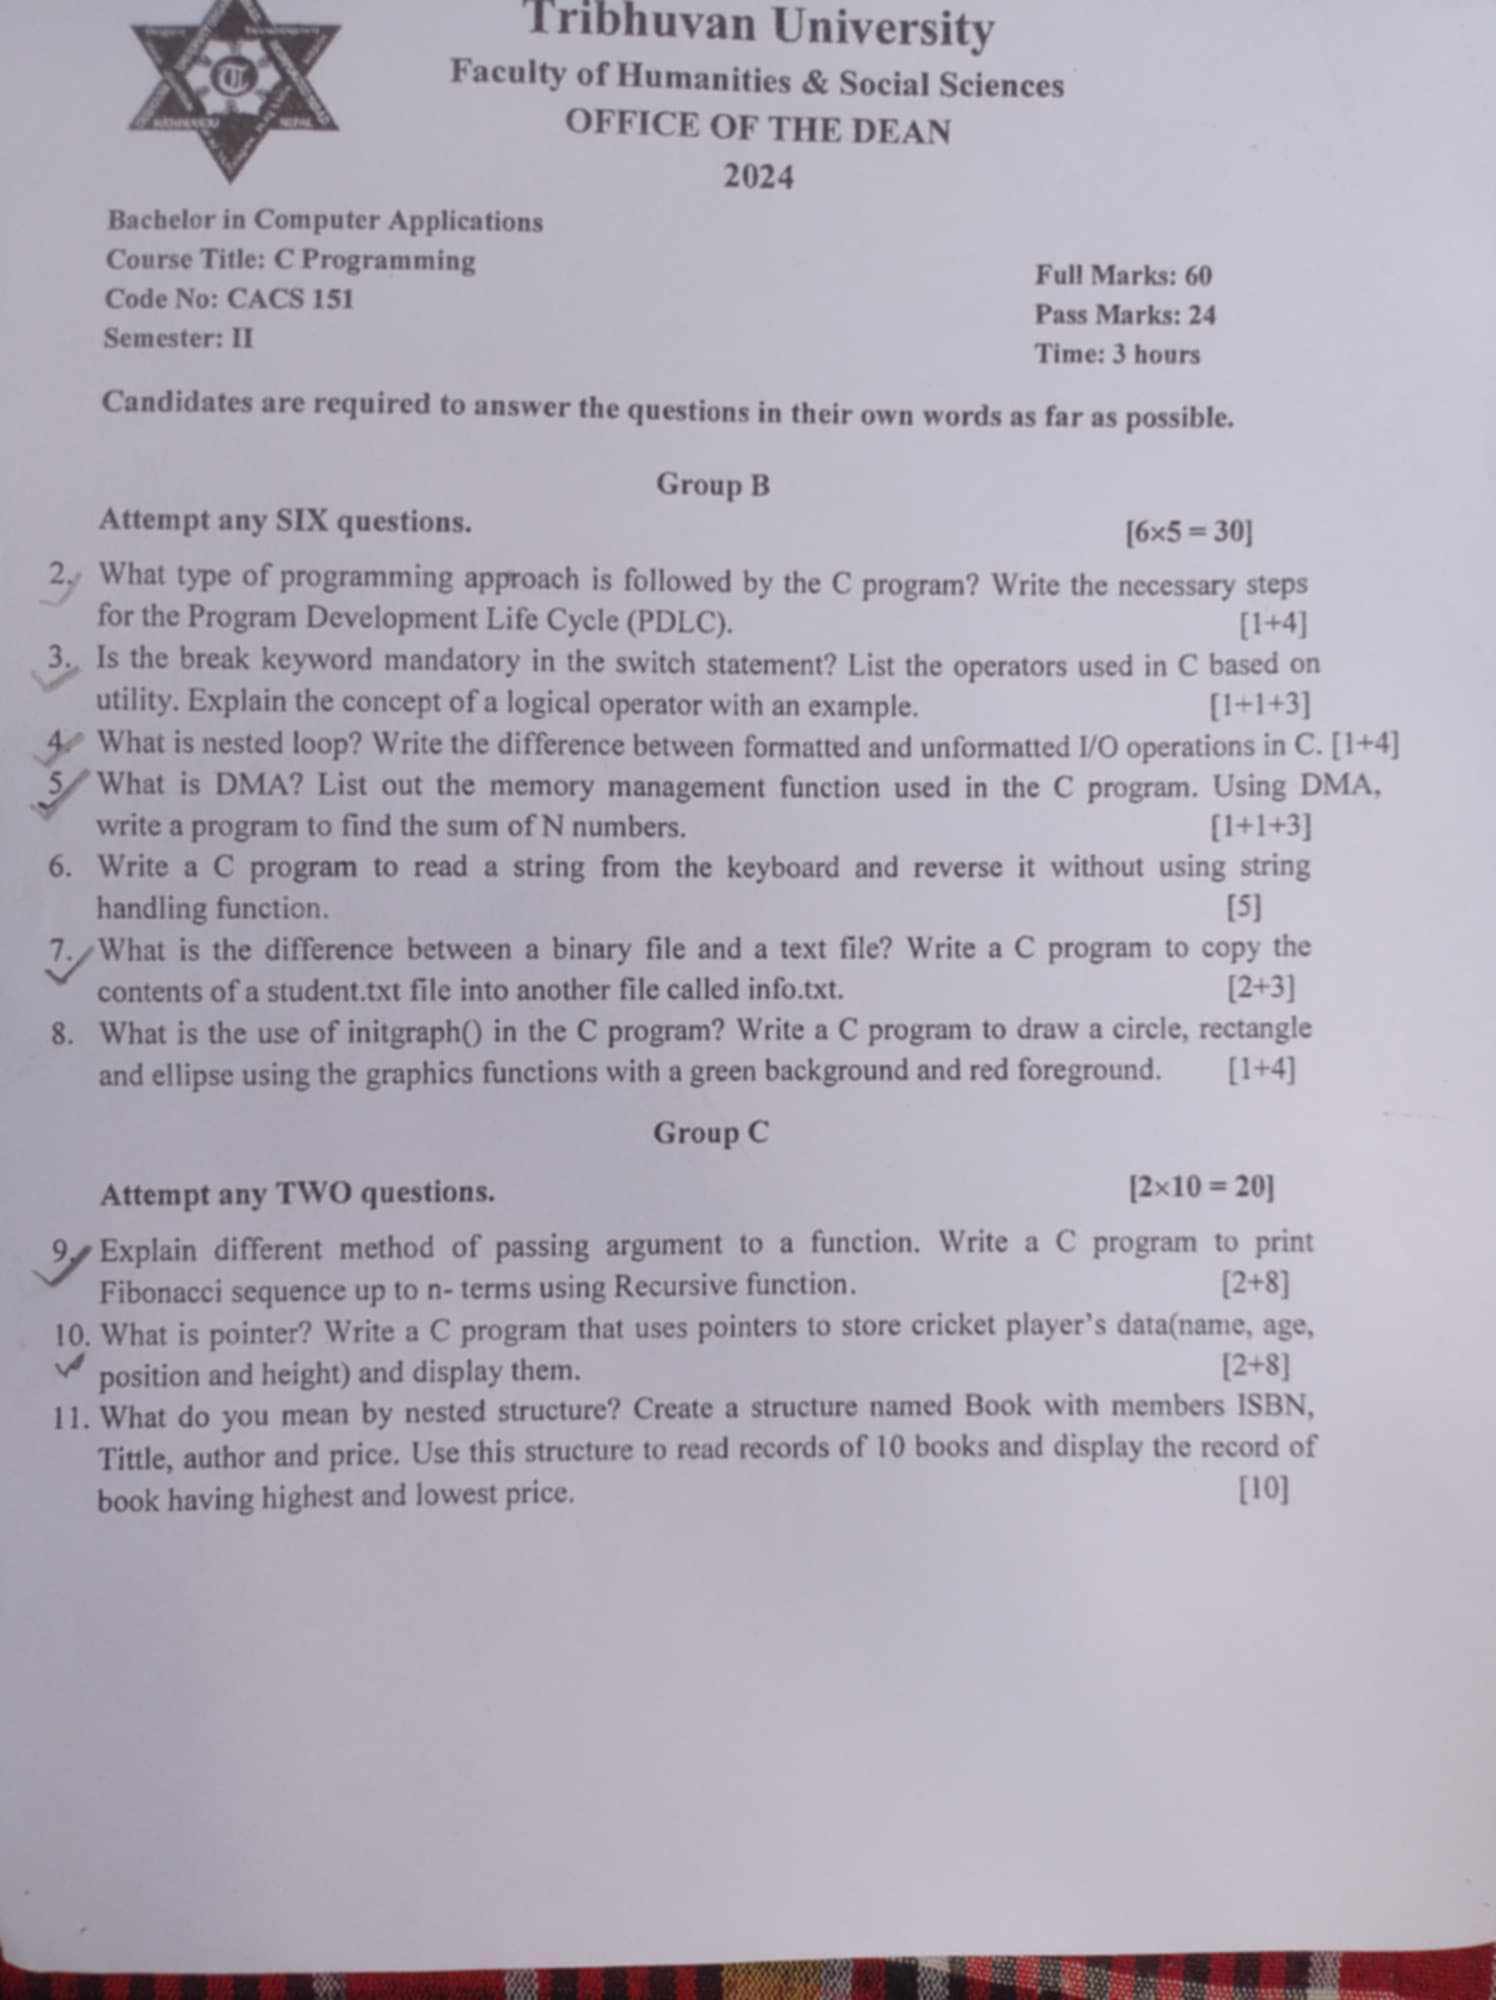 Tribhuvan University
Faculty of Humanities & Social Sciences
OFFICE OF THE DEAN
2024
Bachelor in Computer Applications
Course Title: C Programming
Code No: CACS 151
Semester: II
Full Marks: 60
Pass Marks: 24
Time: 3 hours
Candidates are required to answer the questions in their own words as far as possible.
Group B
Attempt any SIX questions. [6×5 = 30]
2. What type of programming approach is followed by the C program? Write the necessary steps
for the Program Development Life Cycle (PDLC). [1+4]
3. Is the break keyword mandatory in the switch statement? List the operators used in C based on
utility. Explain the concept of a logical operator with an example. [1+1+3]
4. What is nested loop? Write the difference between formatted and unformatted I/O operations in C. [1+4]
5. What is DMA? List out the memory management function used in the C program. Using DMA,
write a program to find the sum of N numbers. [1+1+3]
6. Write a C program to read a string from the keyboard and reverse it without using string
handling function. [5]
7. What is the difference between a binary file and a text file? Write a C program to copy the
contents of a student.txt file into another file called info.txt. [2+3]
8. What is the use of initgraph() in the C program? Write a C program to draw a circle, rectangle
and ellipse using the graphics functions with a green background and red foreground. [1+4]
Group C
Attempt any TWO questions. [2×10 = 20]
9. Explain different method of passing argument to a function. Write a C program to print
Fibonacci sequence up to n- terms using Recursive function. [2+8]
10. What is pointer? Write a C program that uses pointers to store cricket player's data(name, age,
position and height) and display them. [2+8]
11. What do you mean by nested structure? Create a structure named Book with members ISBN,
Tittle, author and price. Use this structure to read records of 10 books and display the record of
book having highest and lowest price. [10]